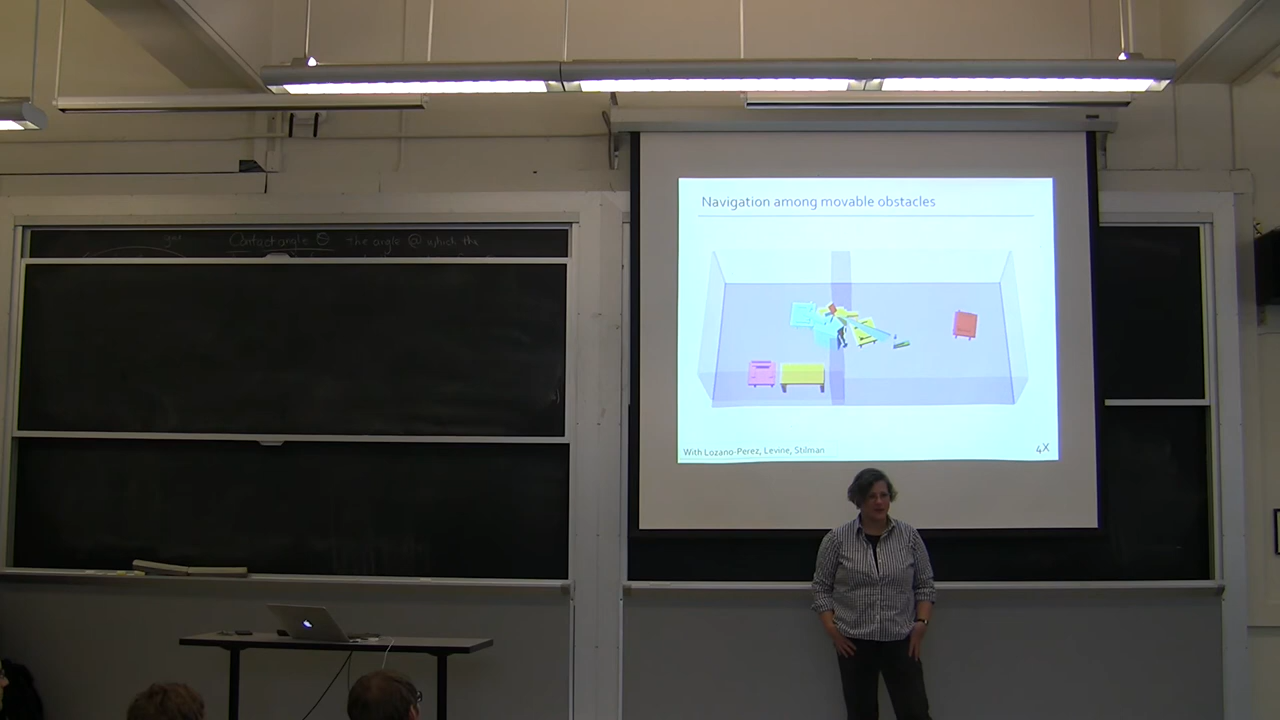 Contact angle θ The angle @ which the
Navigation among movable obstacles
With Lozano-Perez, Levine, Stilman
4X